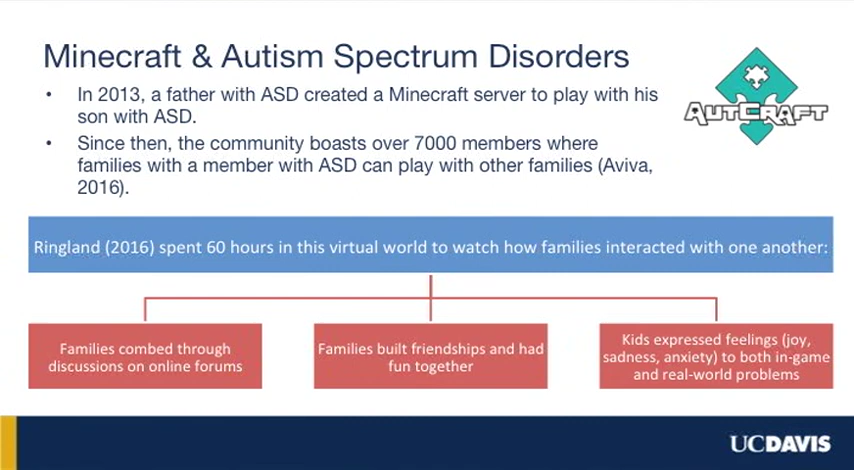 Minecraft & Autism Spectrum Disorders
• In 2013, a father with ASD created a Minecraft server to play with his
son with ASD.
• Since then, the community boasts over 7000 members where
families with a member with ASD can play with other families (Aviva,
2016).
AUTCRAFT
Ringland (2016) spent 60 hours in this virtual world to watch how families interacted with one another:
Families combed through
discussions on online forums
Families built friendships and had
fun together
Kids expressed feelings (joy,
sadness, anxiety) to both in-game
and real-world problems
UCDAVIS